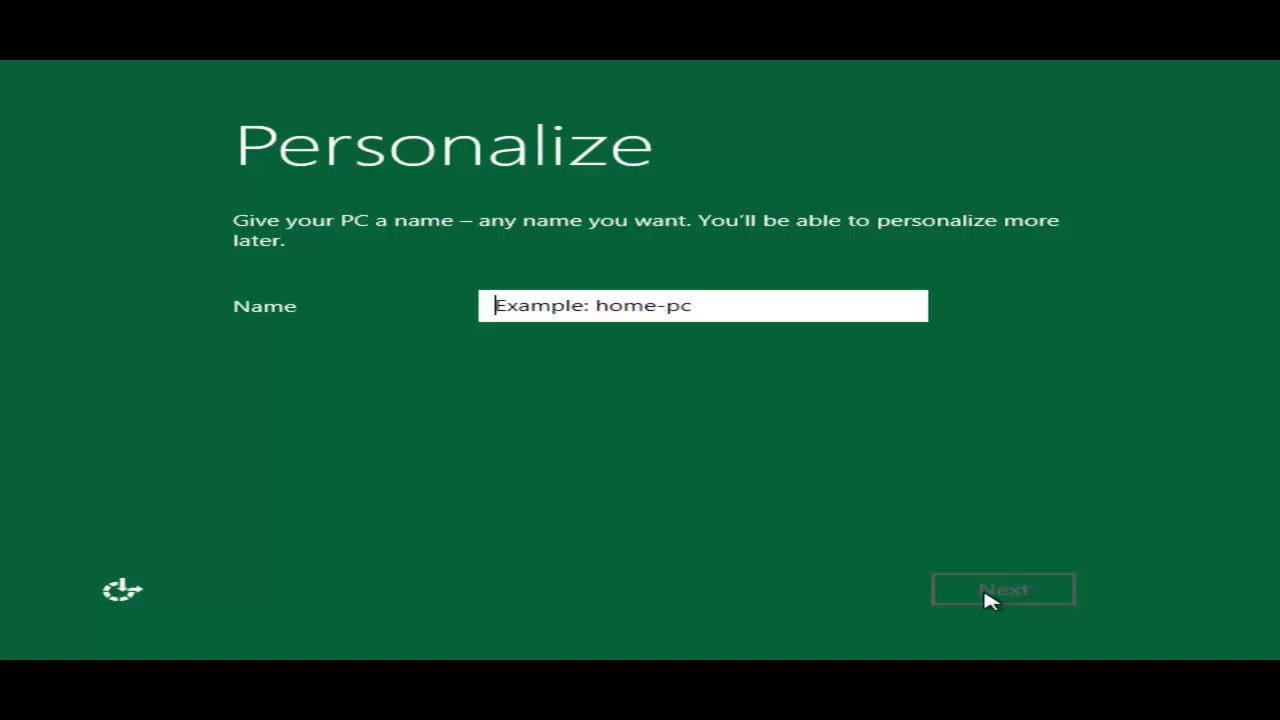 Personalize
Give your PC a name – any name you want. You'll be able to personalize more
later.
Name
Example: home-pc
Next